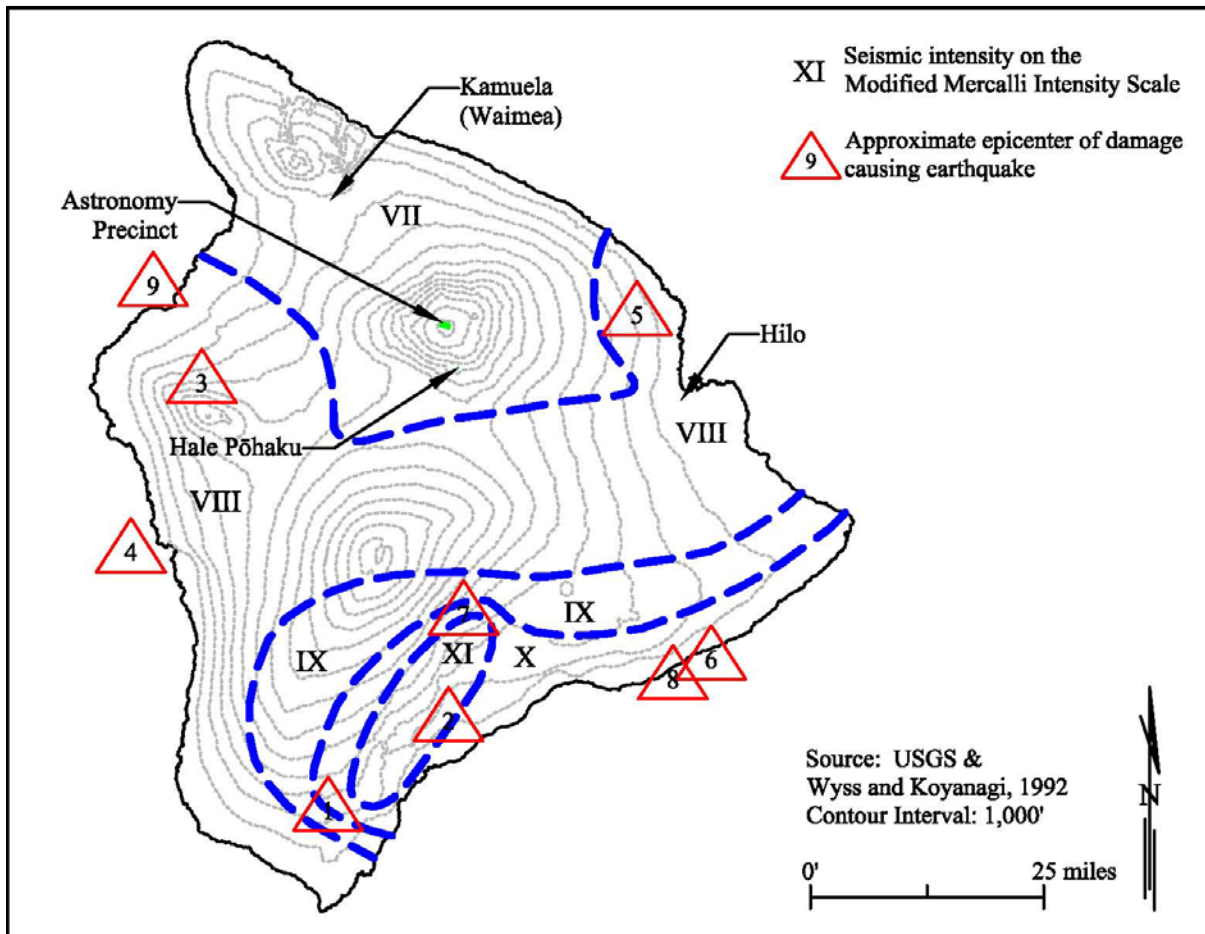 XI
Seismic intensity on the
Modified Mercalli Intensity Scale
9
Approximate epicenter of damage
causing earthquake
Kamuela
(Waimea)
Astronomy
Precinct
VII
9
5
Hilo
3
Hale Pōhaku
VIII
VIII
4
7
IX
IX
XI
X
8
6
2
1
Source: USGS &
Wyss and Koyanagi, 1992
Contour Interval: 1,000'
N
0'
25 miles